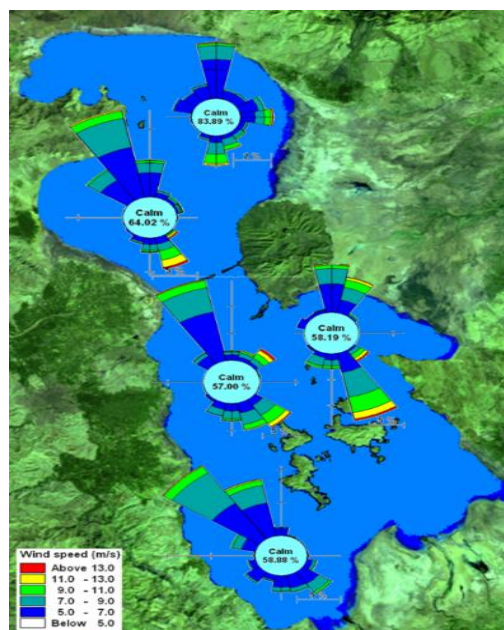 Calm
83.89 %
Calm
64.02 %
Calm
58.19 %
Calm
57.00 %
Calm
58.88 %
Wind speed (m/s)
Above 13.0
11.0 - 13.0
9.0 - 11.0
7.0 - 9.0
5.0 - 7.0
Below 5.0